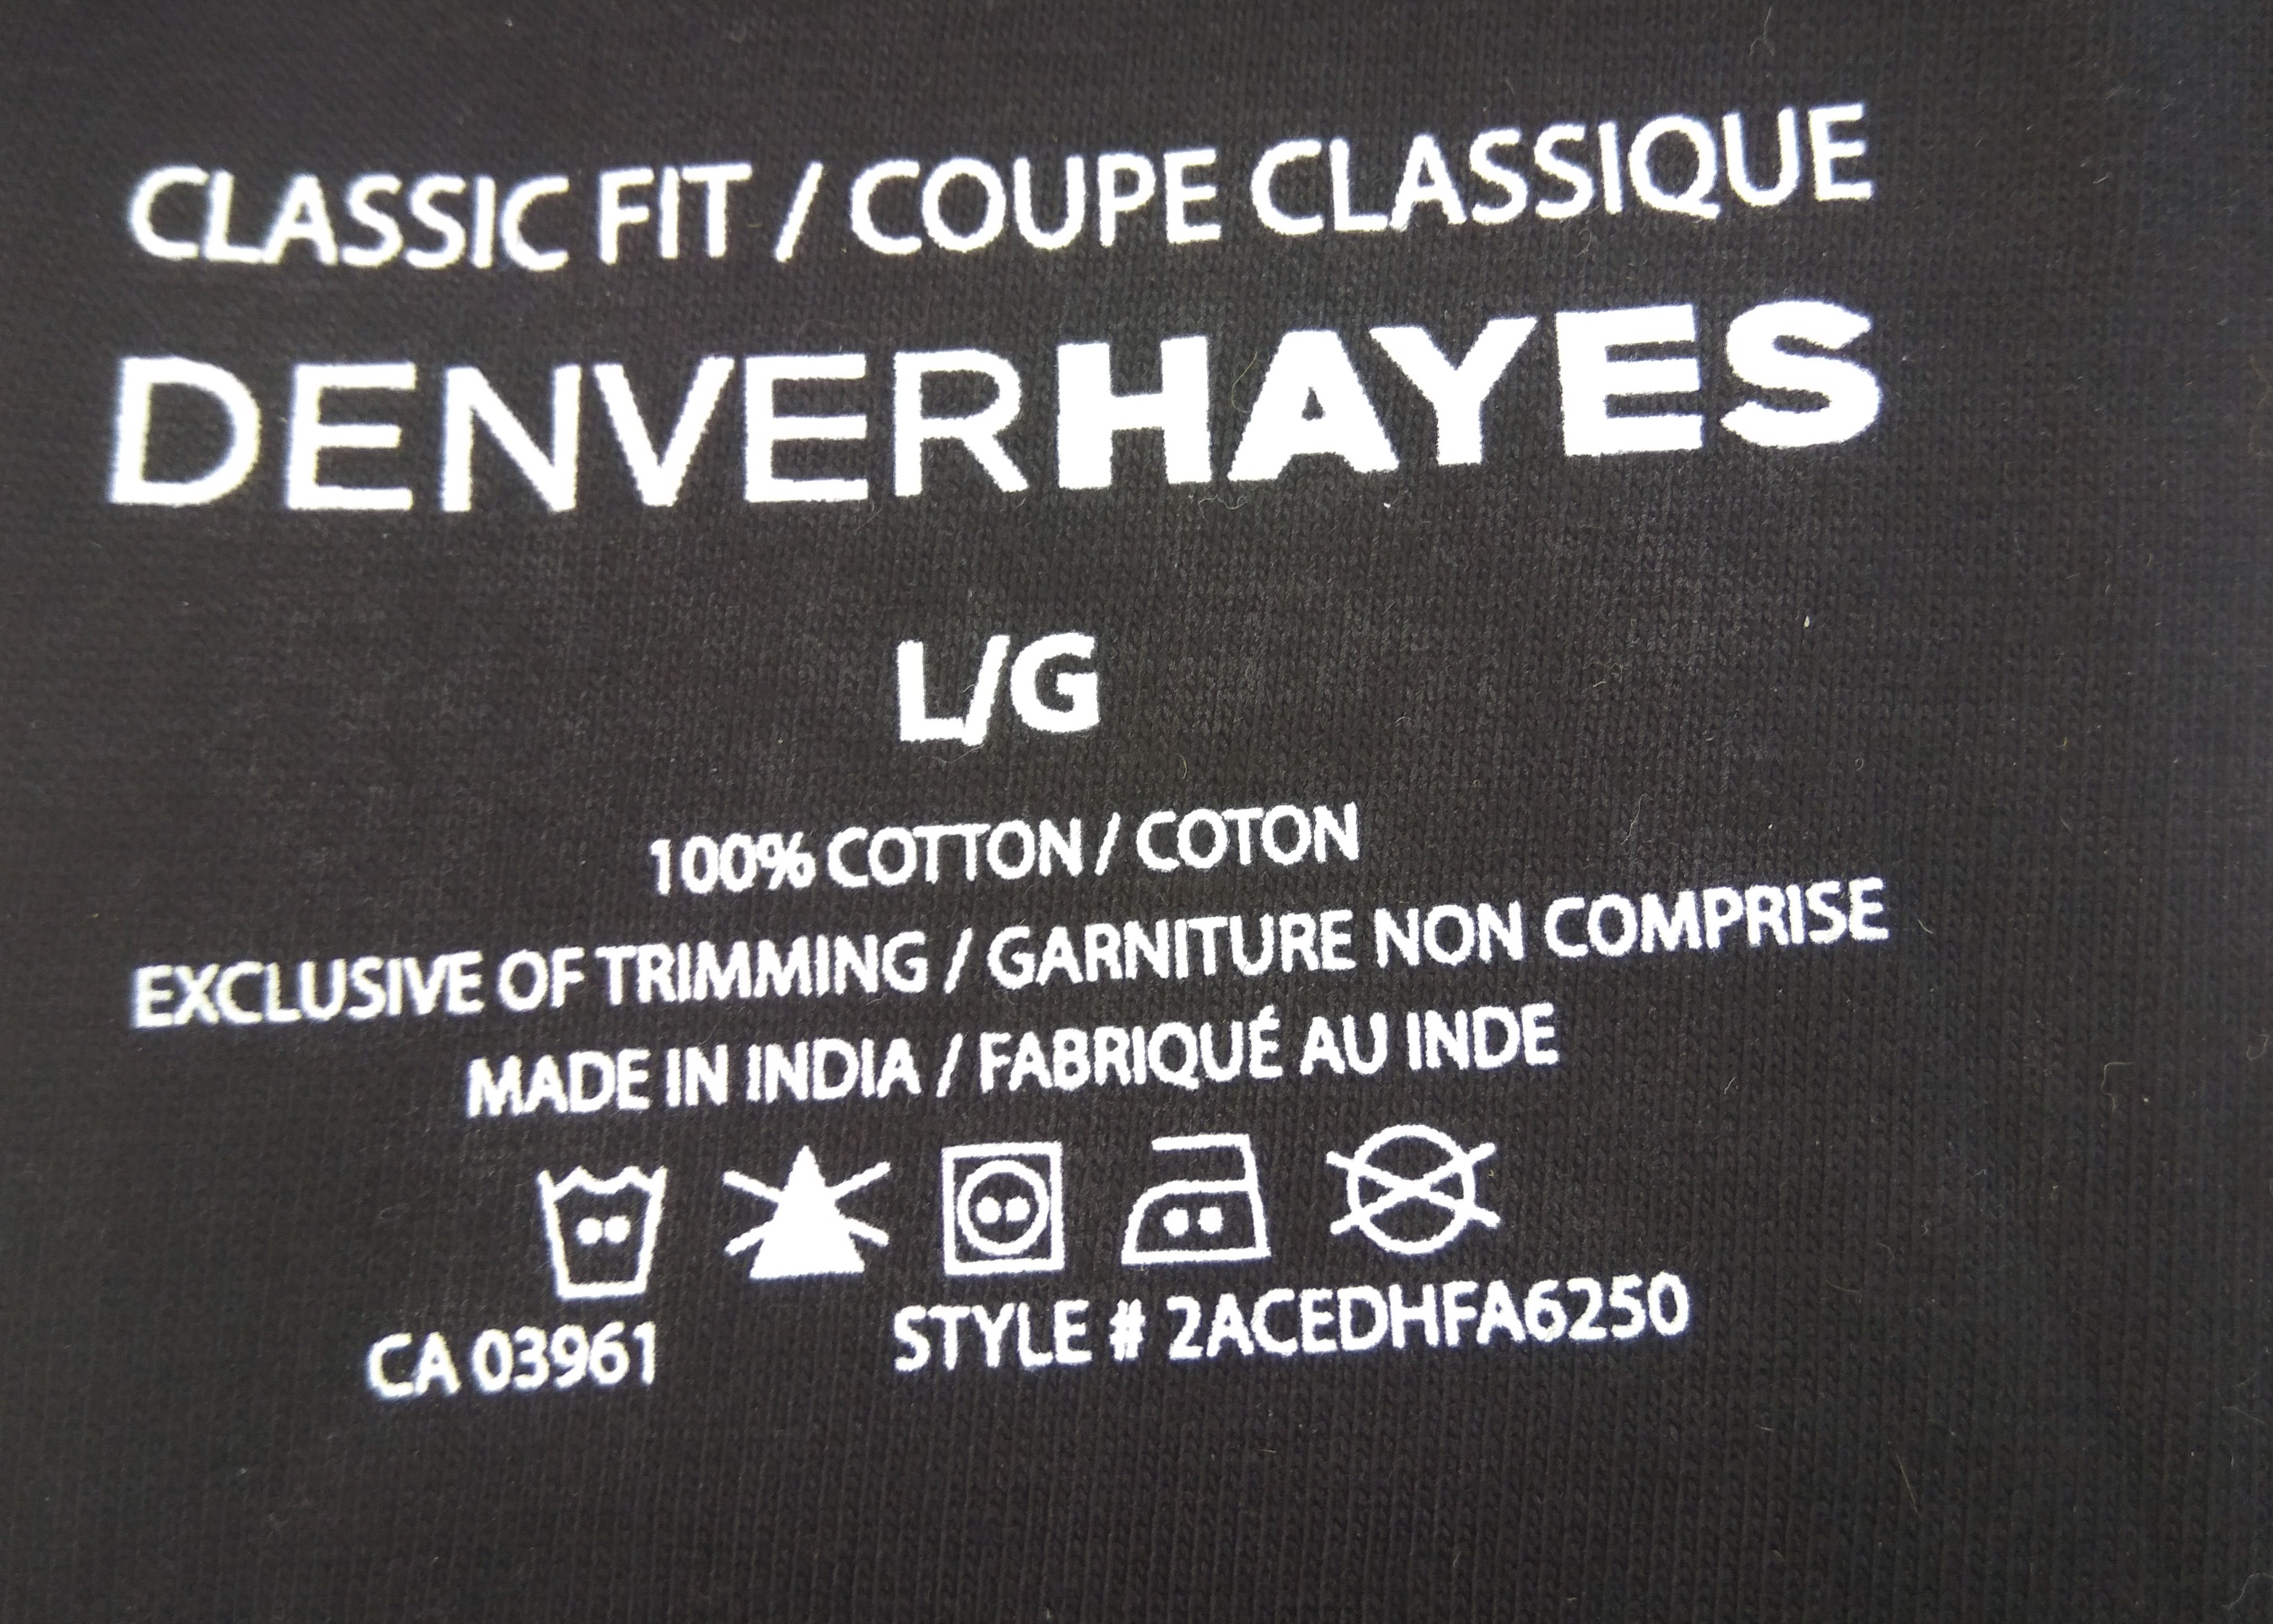 CLASSIC FIT / COUPE CLASSIQUE
DENVERHAYES
L/G
100% COTTON / COTON
EXCLUSIVE OF TRIMMING / GARNITURE NON COMPRISE
MADE IN INDIA / FABRIQUÉ AU INDE
CA 03961 STYLE # 2ACEDHFA6250